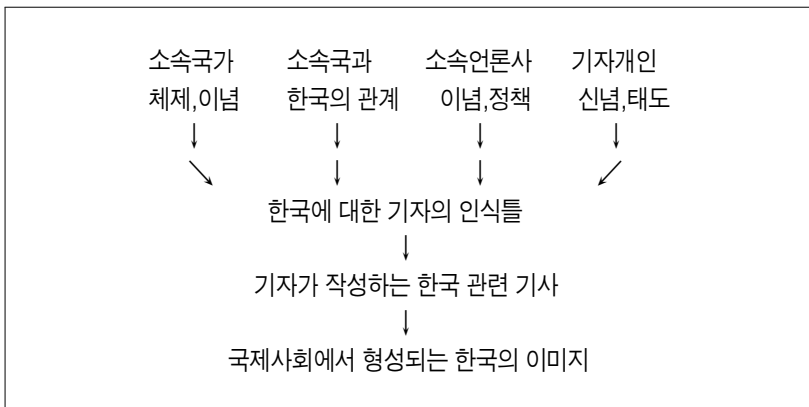 소속국가 소속국과 소속언론사 기자개인
체제,이념 한국의 관계 이념,정책 신념,태도
한국에 대한 기자의 인식틀
기자가 작성하는 한국 관련 기사
국제사회에서 형성되는 한국의 이미지